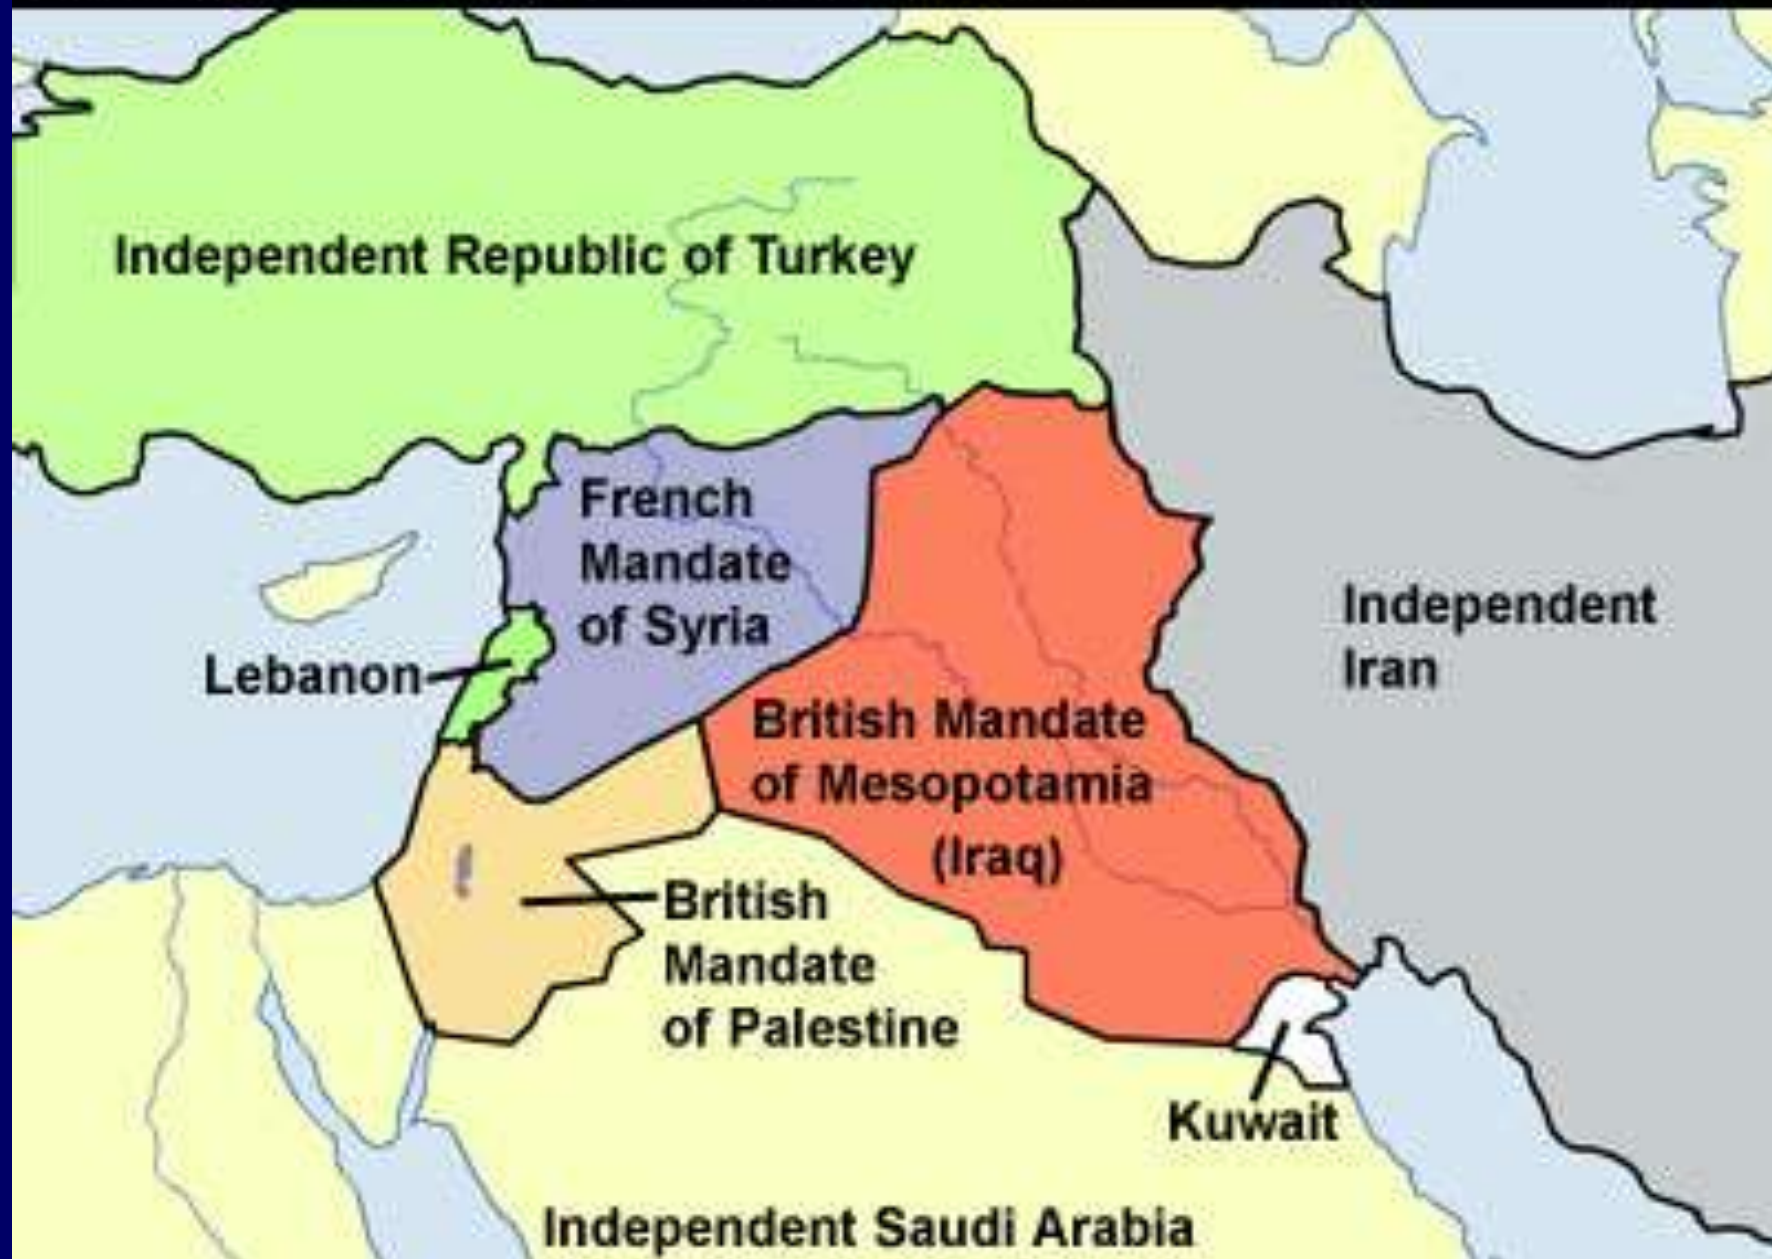 Independent Republic of Turkey
French
Mandate
of Syria
Lebanon
Independent
Iran
British Mandate
of Mesopotamia
(Iraq)
British
Mandate
of Palestine
Kuwait
Independent Saudi Arabia